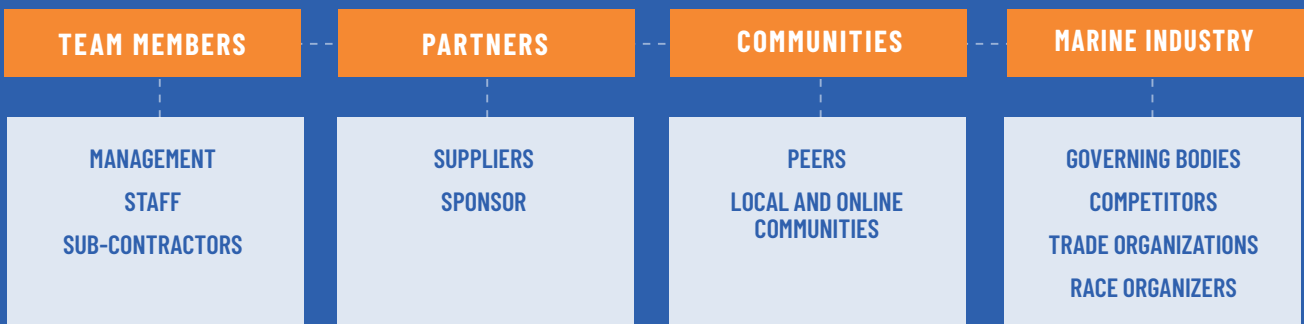 TEAM MEMBERS
MANAGEMENT
STAFF
SUB-CONTRACTORS
PARTNERS
SUPPLIERS
SPONSOR
COMMUNITIES
PEERS
LOCAL AND ONLINE
COMMUNITIES
MARINE INDUSTRY
GOVERNING BODIES
COMPETITORS
TRADE ORGANIZATIONS
RACE ORGANIZERS